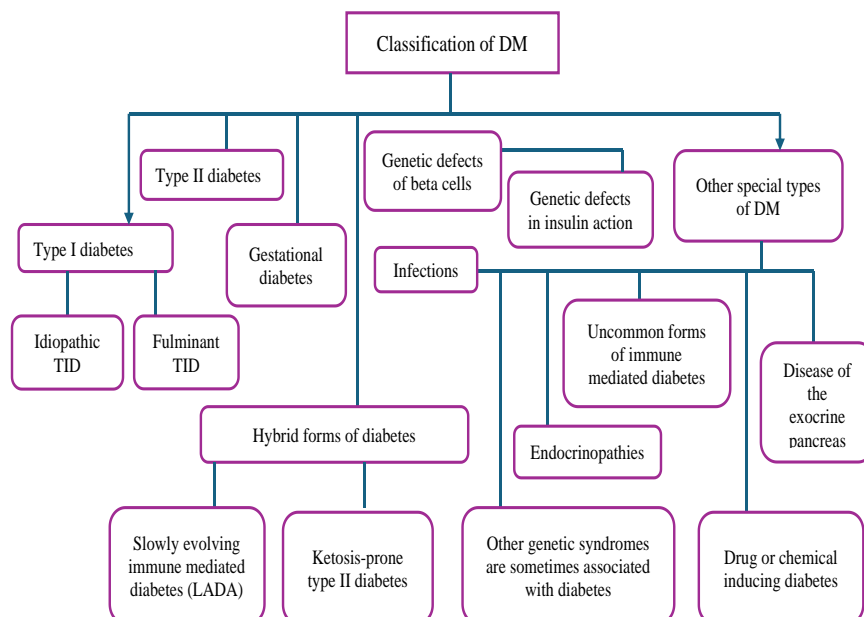 Classification of DM
Type II diabetes
Genetic defects
of beta cells
Genetic defects
in insulin action
Other special types
of DM
Type I diabetes
Gestational
diabetes
Infections
Idiopathic
TID
Fulminant
TID
Uncommon forms
of immune
mediated diabetes
Disease of
the
exocrine
pancreas
Hybrid forms of diabetes
Endocrinopathies
Slowly evolving
immune mediated
diabetes (LADA)
Ketosis-prone
type II diabetes
Other genetic syndromes
are sometimes associated
with diabetes
Drug or chemical
inducing diabetes